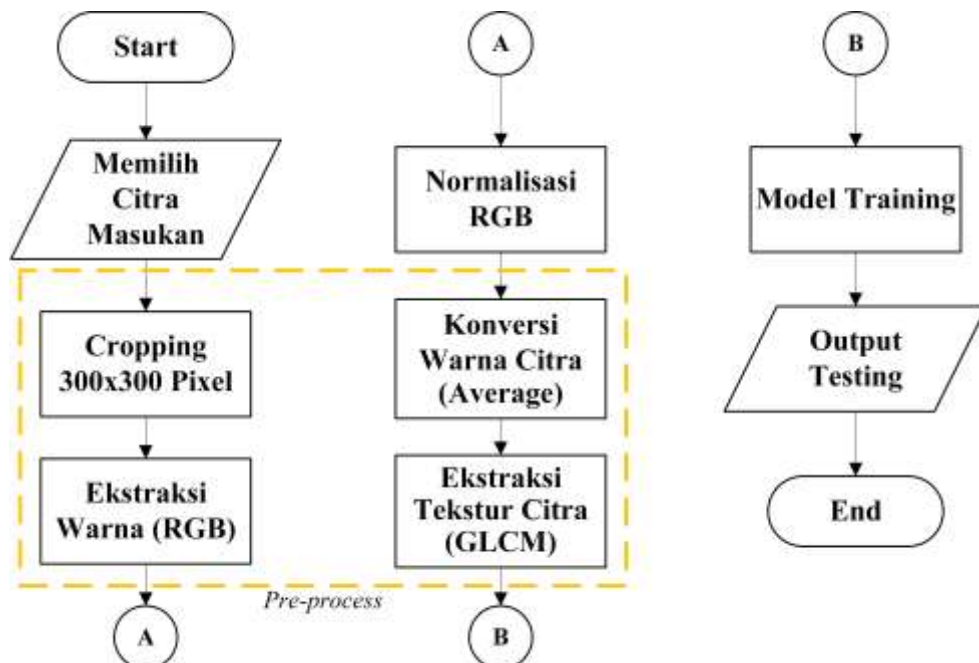 Start
Memilih
Citra
Masukan
Cropping
300x300 Pixel
Ekstraksi
Warna (RGB)
A
A
Normalisasi
RGB
Konversi
Warna Citra
(Average)
Ekstraksi
Tekstur Citra
(GLCM)
B
Pre-process
B
Model Training
Output
Testing
End